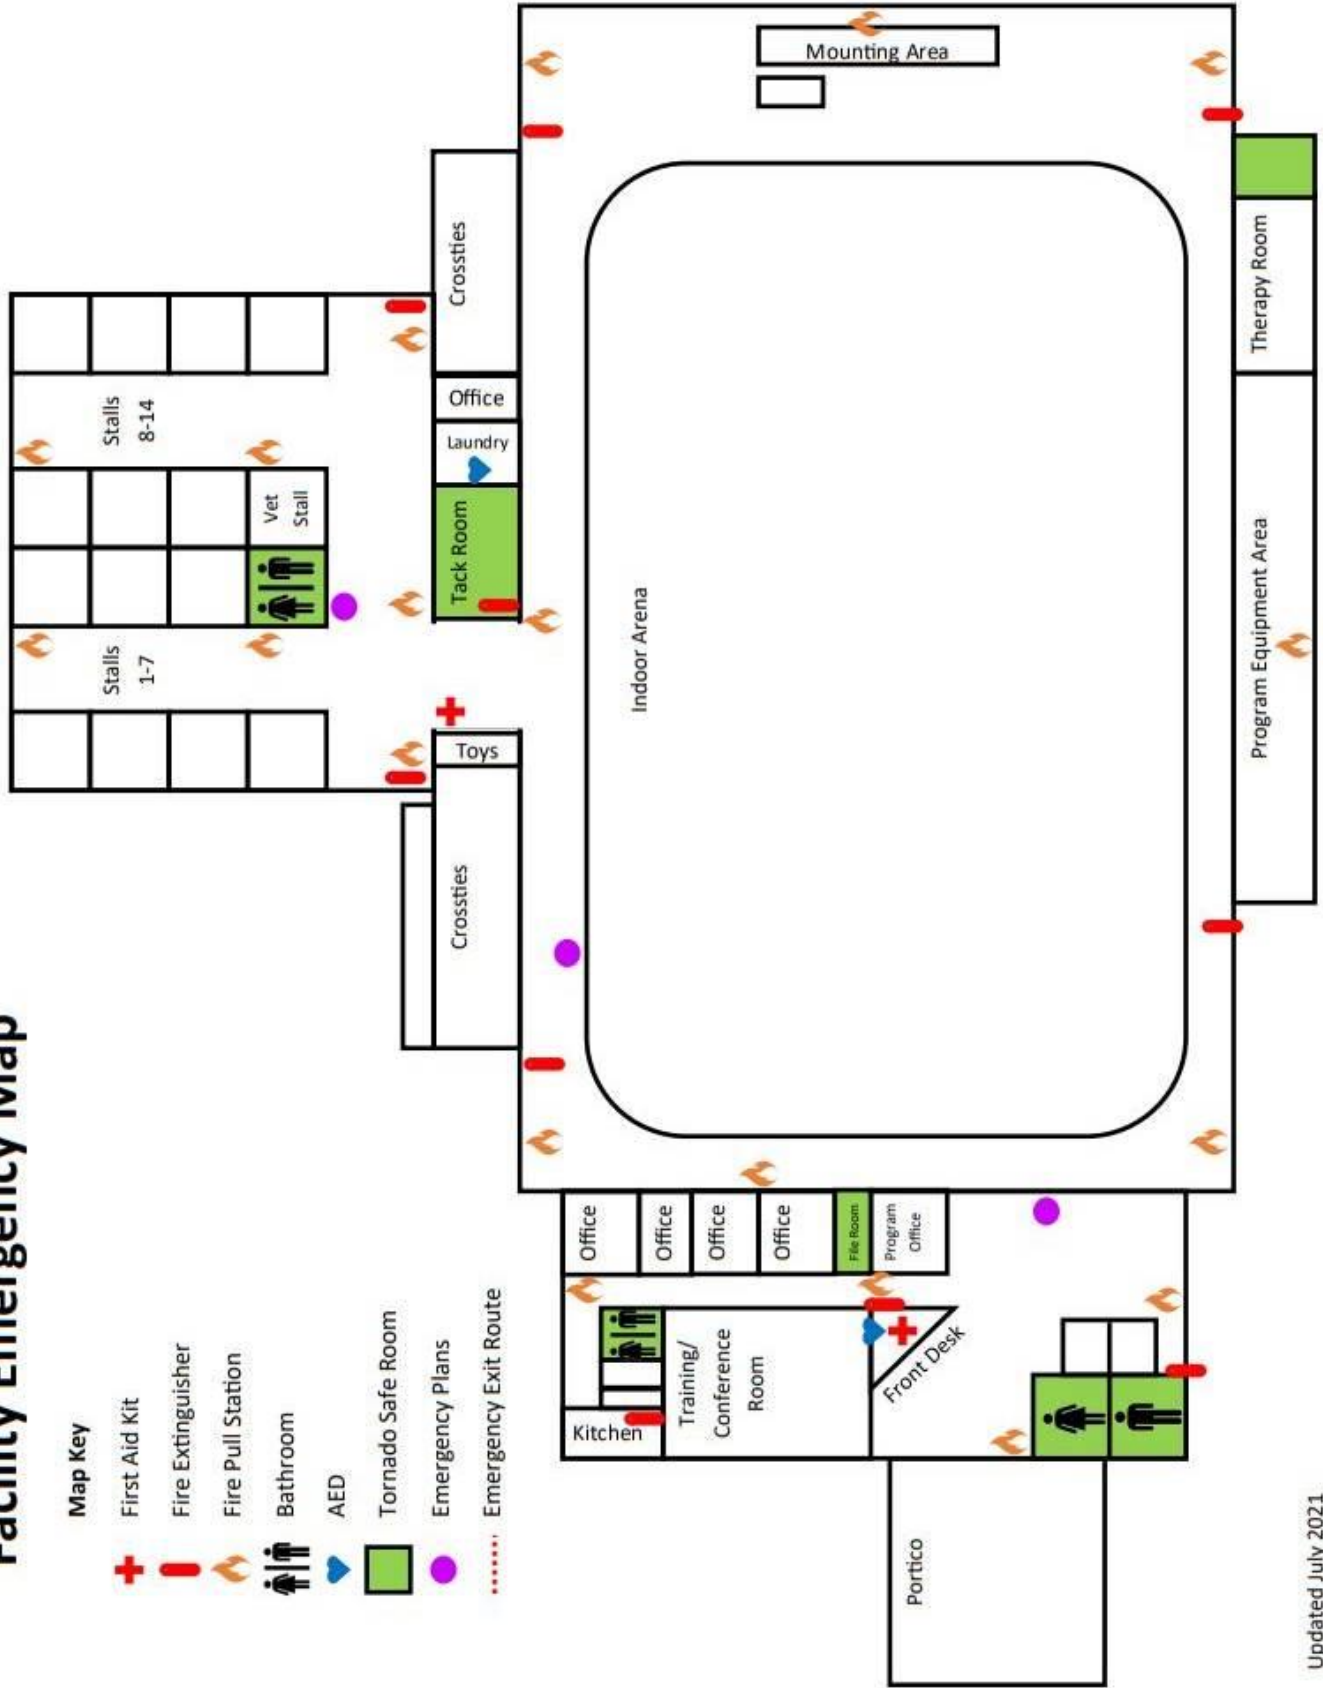 Facility Emergency Map
Map Key
First Aid Kit
Fire Extinguisher
Fire Pull Station
Bathroom
AED
Tornado Safe Room
Emergency Plans
Emergency Exit Route
Stalls
1-7
Stalls
8-14
Vet
Stall
Crossties
Toys
Tack Room
Laundry
Office
Crossties
Mounting Area
Indoor Arena
Office
Office
Office
Office
File Room
Program
Office
Kitchen
Training/
Conference
Room
Front Desk
Portico
Program Equipment Area
Therapy Room
Updated July 2021